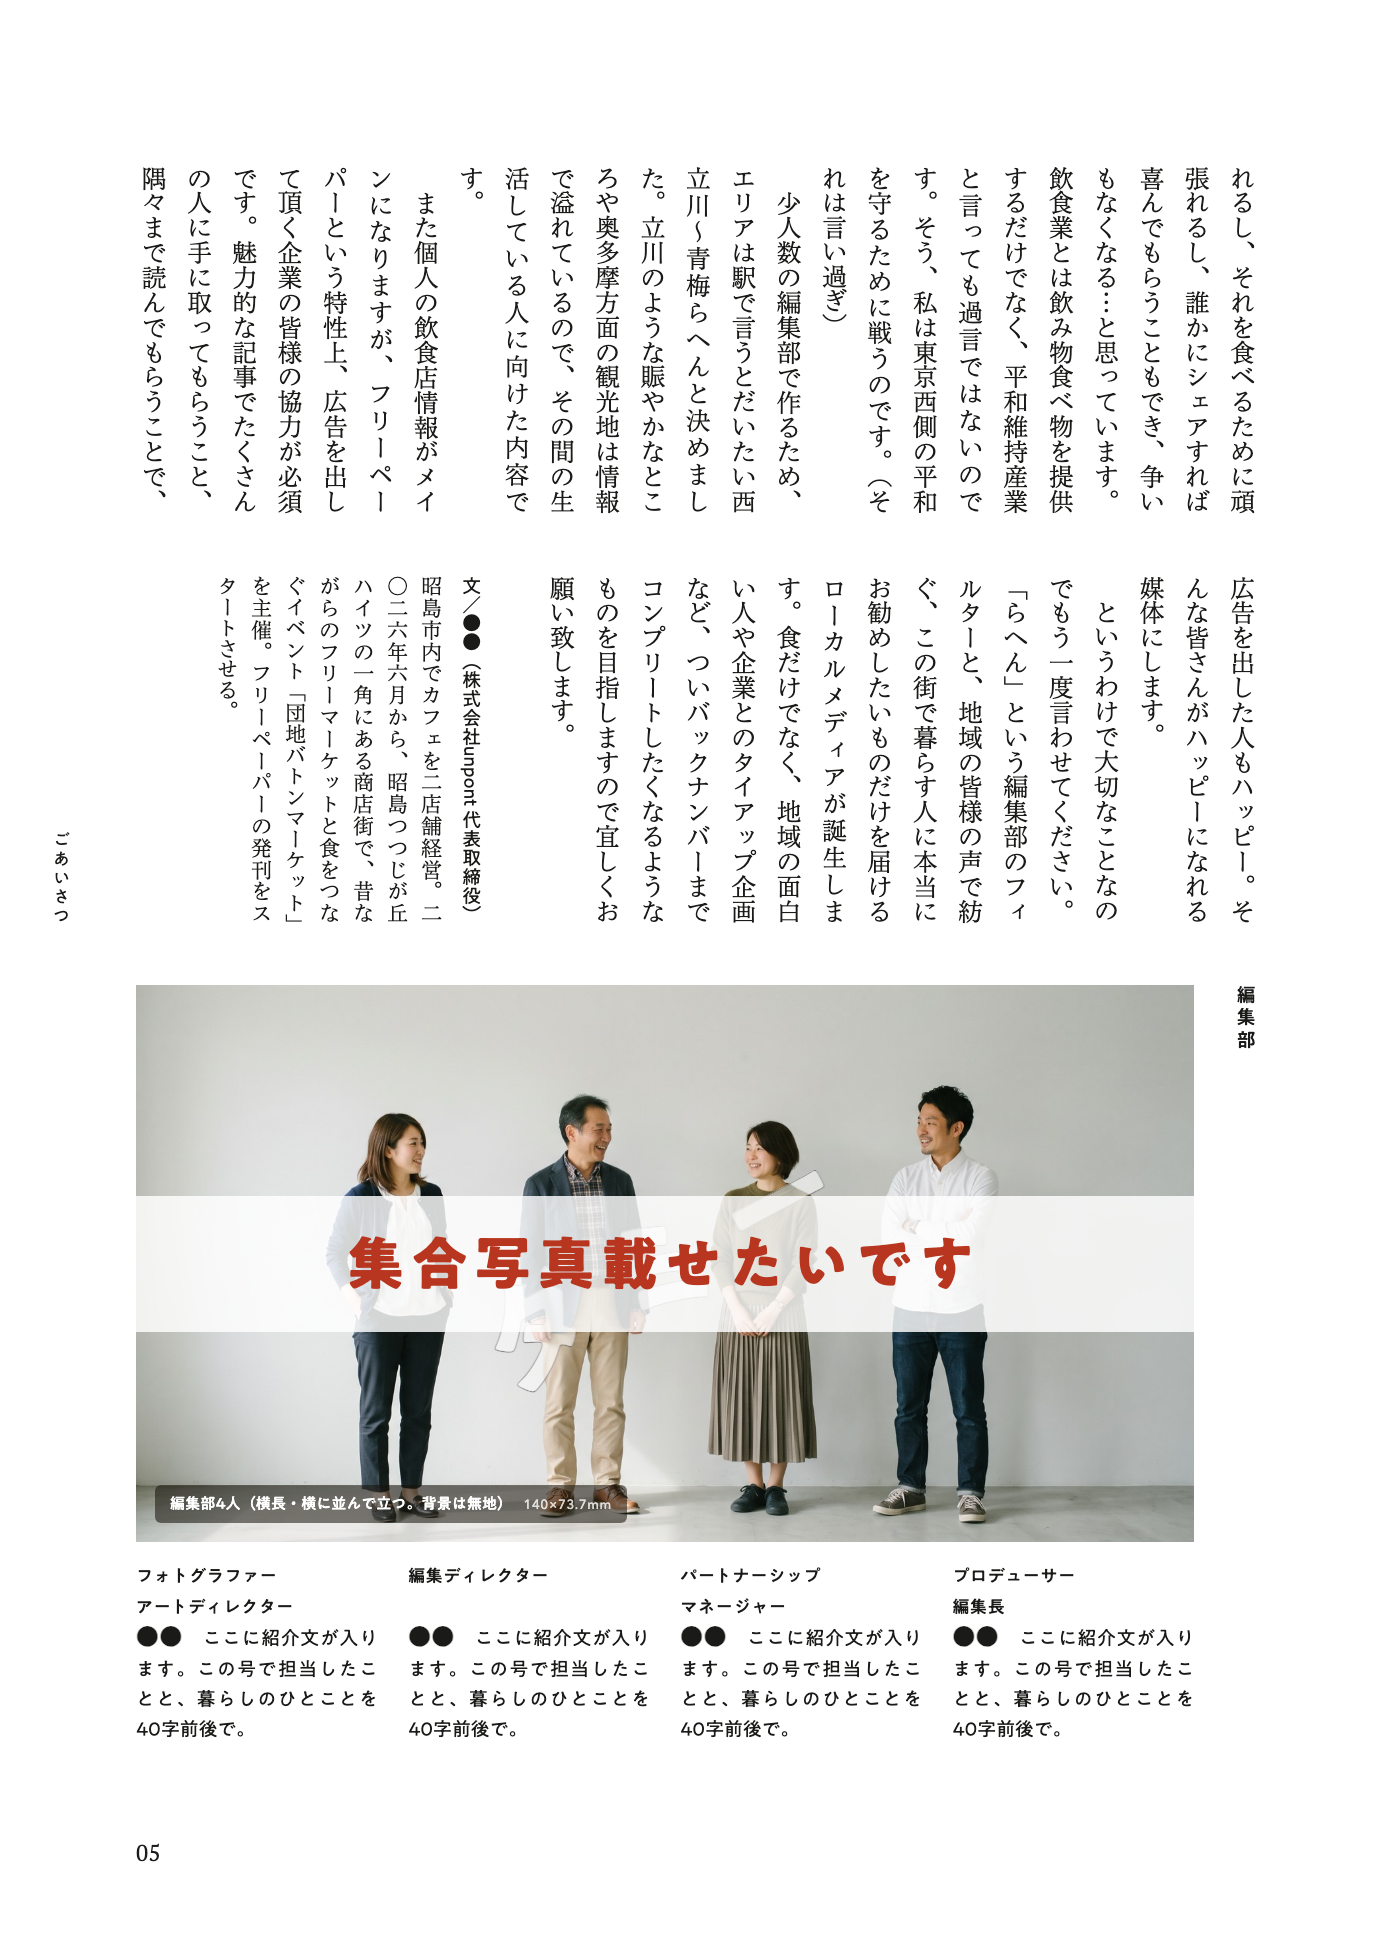 れるし、それを食べるために頑
張れるし、誰かにシェアすれば
喜んでもらうこともでき、争い
もなくなる…と思っています。
飲食業とは飲み物食べ物を提供
するだけでなく、平和維持産業
と言っても過言ではないので
す。そう、私は東京西側の平和
を守るために戦うのです。（そ
れは言い過ぎ）
　少人数の編集部で作るため、
エリアは駅で言うとだいたい西
立川〜青梅らへんと決めまし
た。立川のような賑やかなとこ
ろや奥多摩方面の観光地は情報
で溢れているので、その間の生
活している人に向けた内容で
す。
　また個人の飲食店情報がメイ
ンになりますが、フリーペー
パーという特性上、広告を出し
て頂く企業の皆様の協力が必須
です。魅力的な記事でたくさん
の人に手に取ってもらうこと、
隅々まで読んでもらうことで、
広告を出した人もハッピー。そ
んな皆さんがハッピーになれる
媒体にします。
　というわけで大切なことなの
でもう一度言わせてください。
「らへん」という編集部のフィ
ルターと、地域の皆様の声で紡
ぐ、この街で暮らす人に本当に
お勧めしたいものだけを届ける
ローカルメディアが誕生しま
す。食だけでなく、地域の面白
い人や企業とのタイアップ企画
など、ついバックナンバーまで
コンプリートしたくなるような
ものを目指しますので宜しくお
願い致します。
文／●●（株式会社unpont 代表取締役）
昭島市内でカフェを二店舗経営。二
〇二六年六月から、昭島つつじが丘
ハイツの一角にある商店街で、昔な
がらのフリーマーケットと食をつな
ぐイベント「団地バトンマーケット」
を主催。フリーペーパーの発刊をス
タートさせる。
ごあいさつ
編集部
集合写真載せたいです
編集部4人（横長・横に並んで立つ。背景は無地） 140×73.7mm
フォトグラファー
アートディレクター
●●　ここに紹介文が入り
ます。この号で担当したこ
とと、暮らしのひとことを
40字前後で。
編集ディレクター
●●　ここに紹介文が入り
ます。この号で担当したこ
とと、暮らしのひとことを
40字前後で。
パートナーシップ
マネージャー
●●　ここに紹介文が入り
ます。この号で担当したこ
とと、暮らしのひとことを
40字前後で。
プロデューサー
編集長
●●　ここに紹介文が入り
ます。この号で担当したこ
とと、暮らしのひとことを
40字前後で。
05